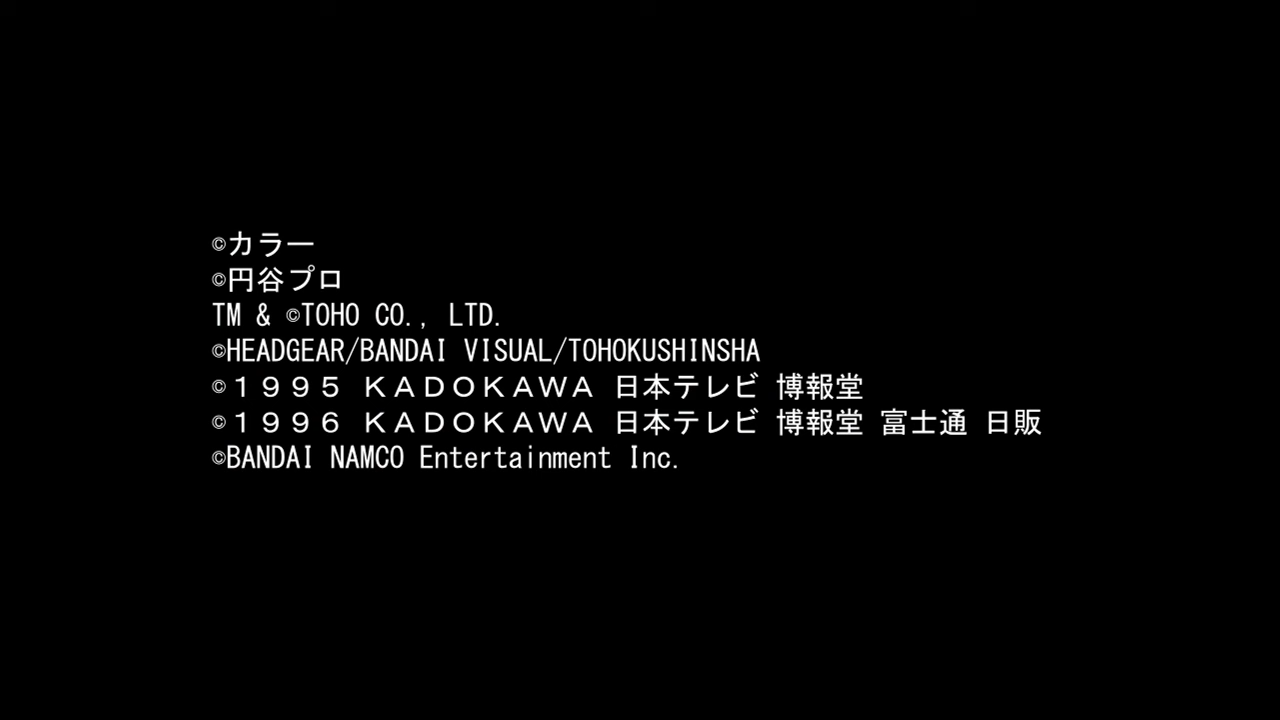 ©カラー
©円谷プロ
TM & ©TOHO CO., LTD.
©HEADGEAR/BANDAI VISUAL/TOHOKUSHINSHA
©１９９５ ＫＡＤＯＫＡＷＡ 日本テレビ 博報堂
©１９９６ ＫＡＤＯＫＡＷＡ 日本テレビ 博報堂 富士通 日販
©BANDAI NAMCO Entertainment Inc.